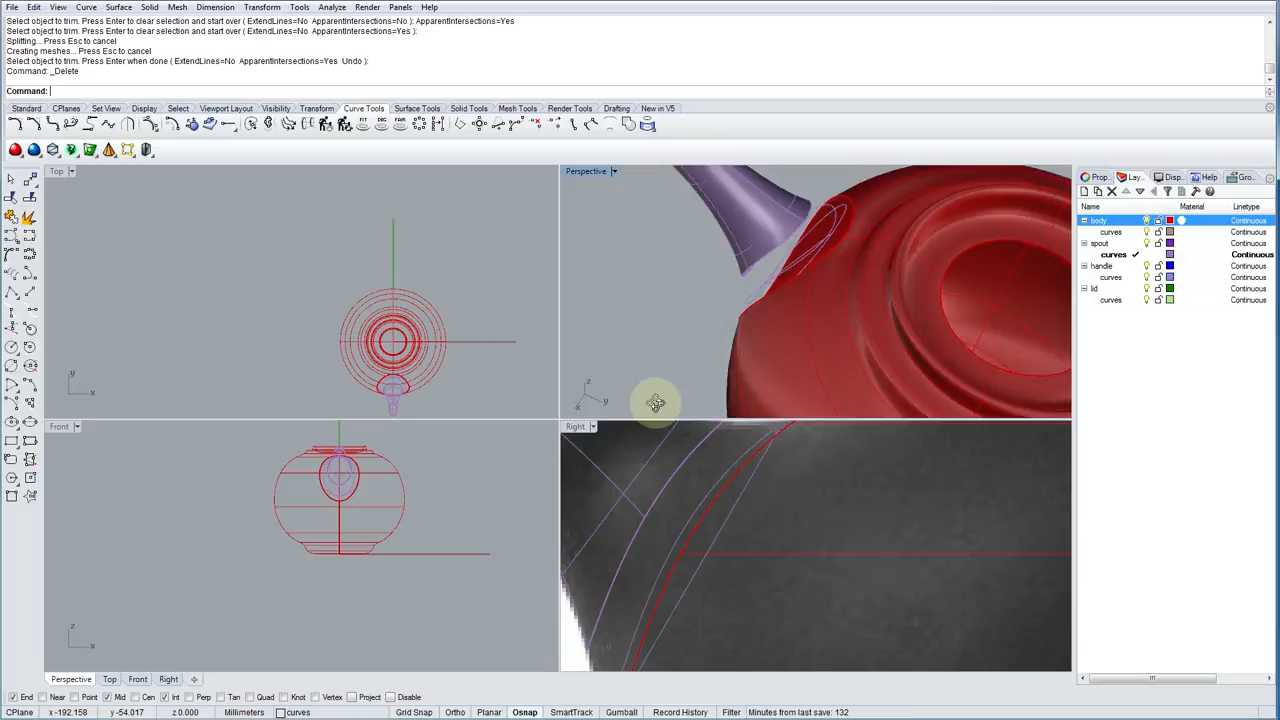 File Edit View Curve Surface Solid Mesh Dimension Transform Tools Analyze Render Panels Help
Select object to trim. Press Enter to clear selection and start over ( ExtendLines=No ApparentIntersections=No ): ApparentIntersections=Yes
Select object to trim. Press Enter to clear selection and start over ( ExtendLines=No ApparentIntersections=Yes ):
Splitting... Press Esc to cancel
Creating meshes... Press Esc to cancel
Select object to trim. Press Enter when done ( ExtendLines=No ApparentIntersections=Yes Undo ):
Command: _Delete
Command:
Standard CPlanes Set View Display Select Viewport Layout Visibility Transform Curve Tools Surface Tools Solid Tools Mesh Tools Render Tools Drafting New in V5
Top
Perspective
Prop... Lay... Disp... Help Gro...
Name Material Linetype
body Continuous
curves Continuous
spout Continuous
curves Continuous
handle Continuous
curves Continuous
lid Continuous
curves Continuous
y
x
z
x y
Front
Right
z
x
Perspective Top Front Right
End Near Point Mid Cen Int Perp Tan Quad Knot Vertex Project Disable
CPlane x -192.158 y -54.017 z 0.000 Millimeters curves Grid Snap Ortho Planar Osnap SmartTrack Gumball Record History Filter Minutes from last save: 132